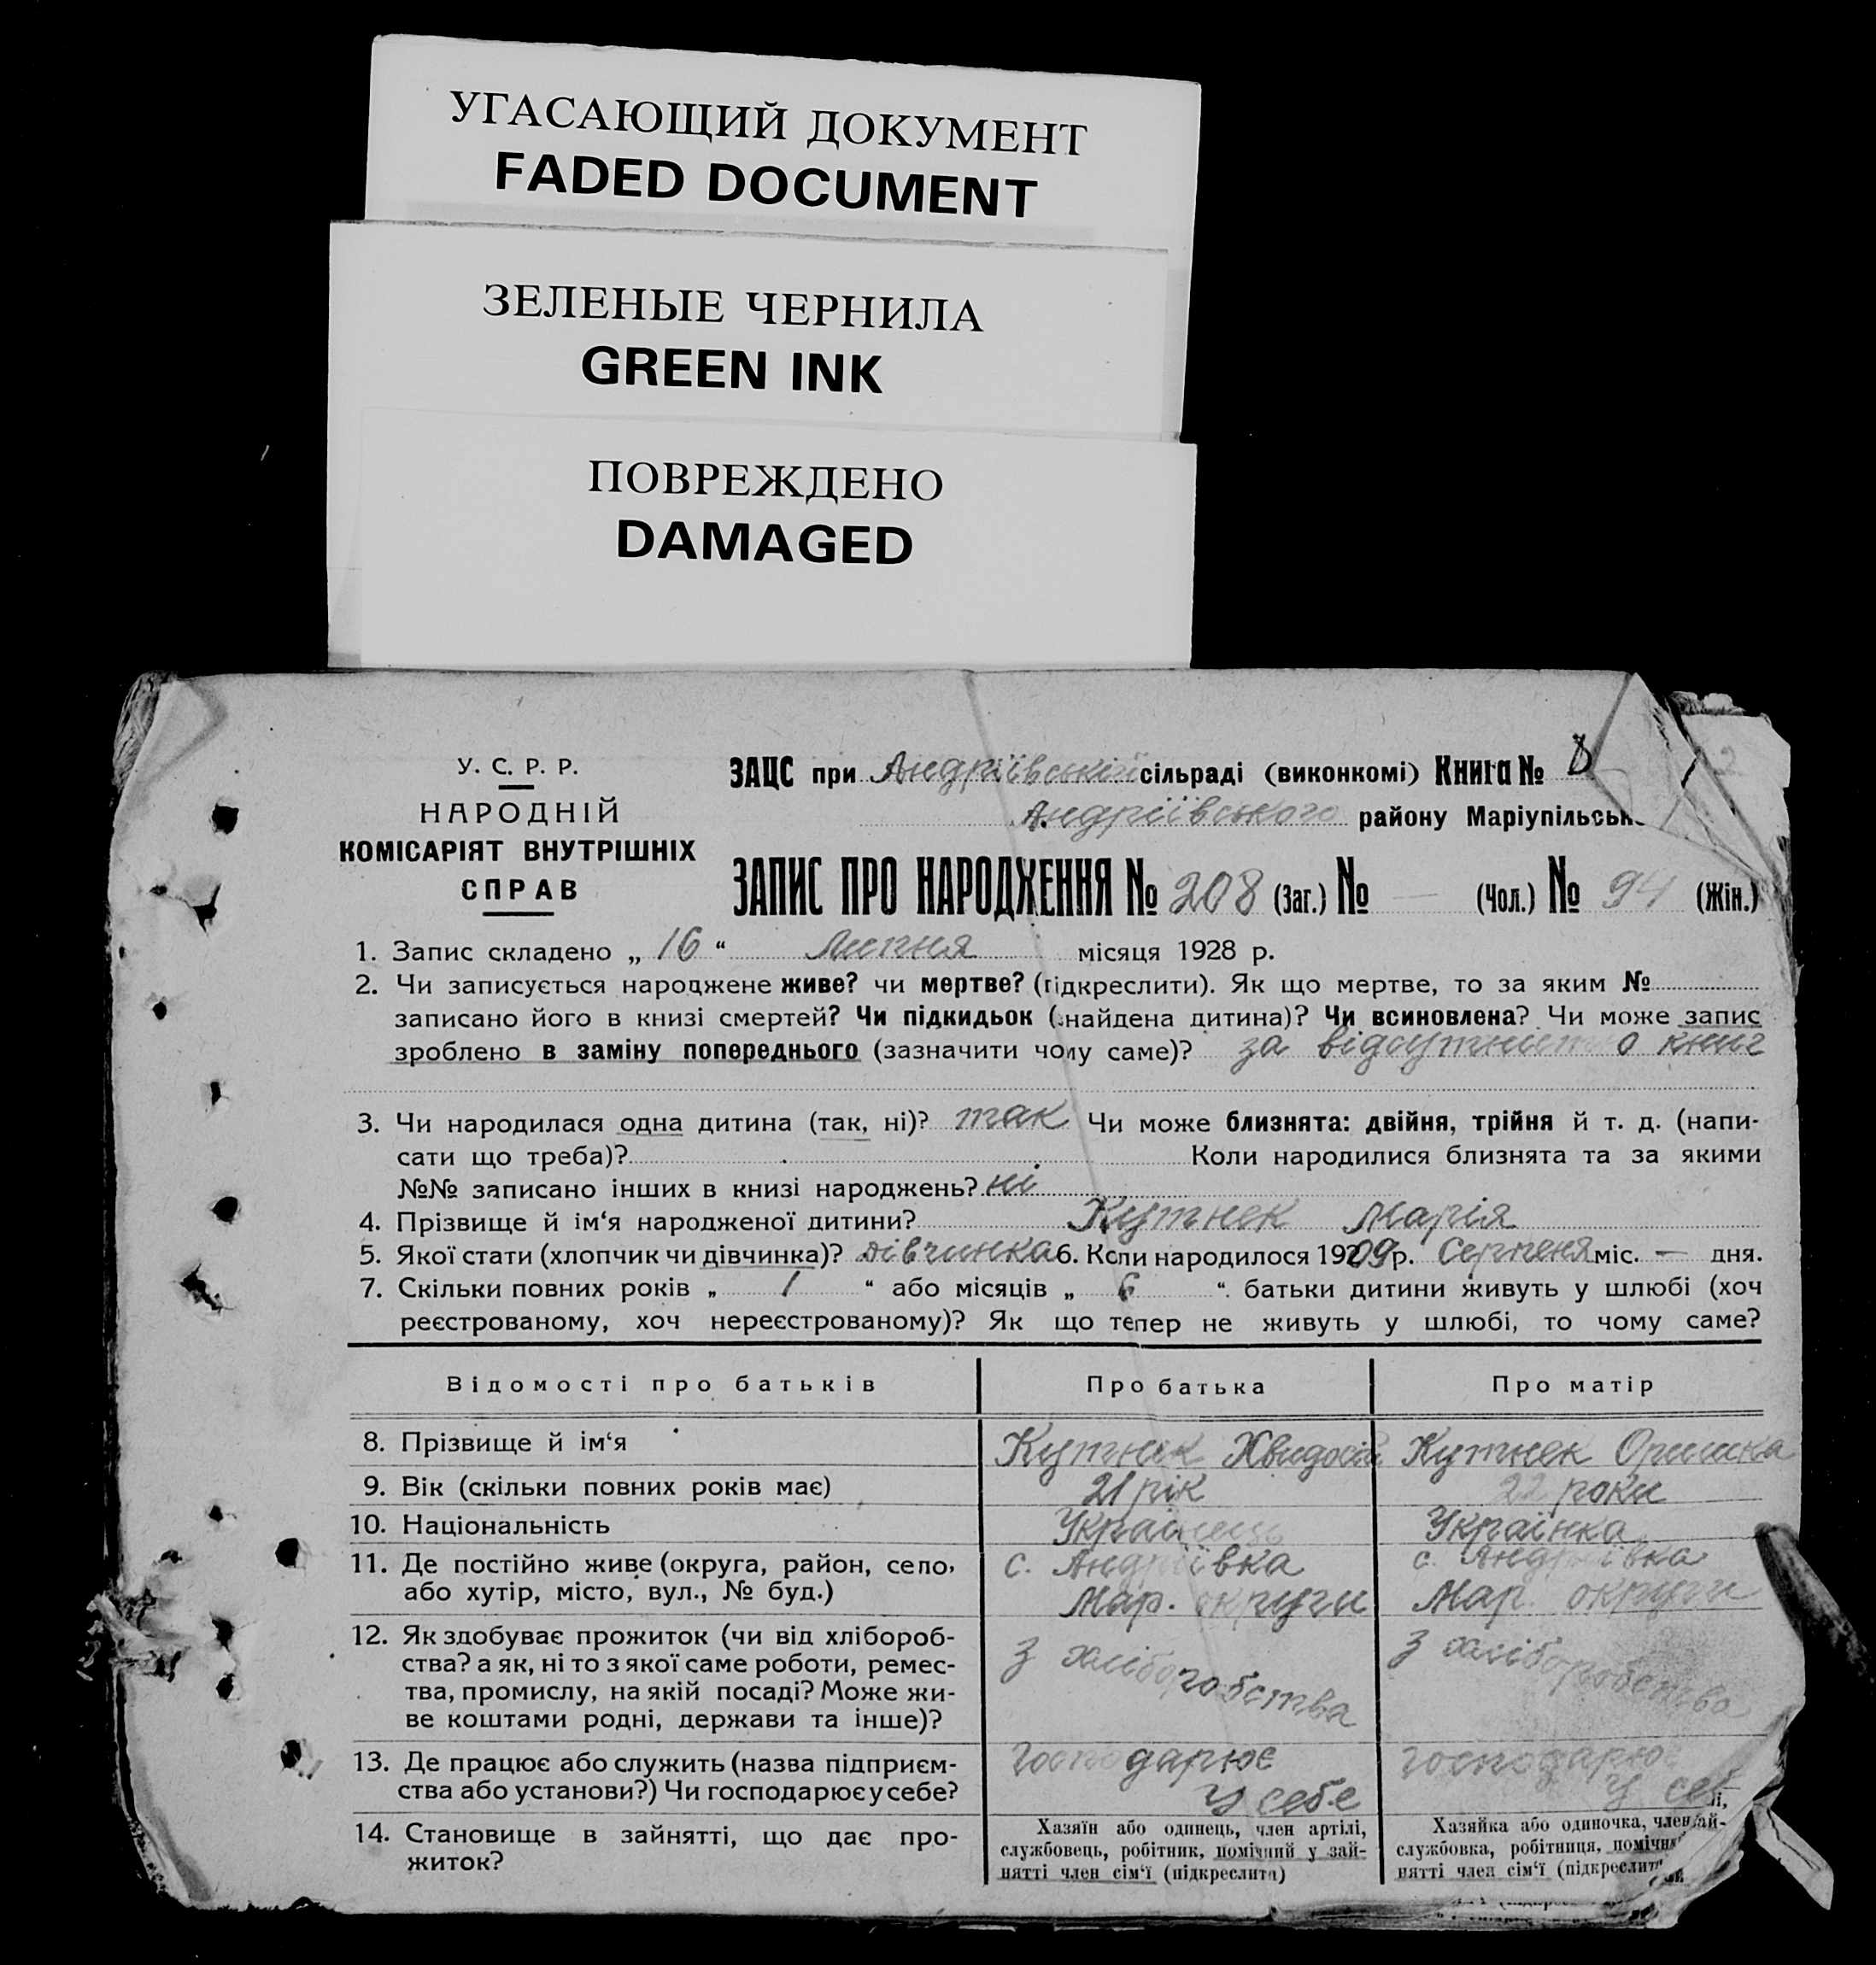 УГАСАЮЩИЙ ДОКУМЕНТ
FADED DOCUMENT
ЗЕЛЕНЫЕ ЧЕРНИЛА
GREEN INK
ПОВРЕЖДЕНО
DAMAGED
У. С. Р. Р.
НАРОДНІЙ
КОМІСАРІЯТ ВНУТРІШНІХ
СПРАВ
ЗАЦС при Андріївській сільраді (виконкомі) Книга № 8
Андріївського району Маріупільськ
ЗАПИС ПРО НАРОДЖЕННЯ № 208 (Заг.) № — (Чол.) № 94 (Жін.)
1. Запис складено „ 16 “ Липня місяця 1928 р.
2. Чи записується народжене живе? чи мертве? (підкреслити). Як що мертве, то за яким №
записано його в книзі смертей? Чи підкидьок (знайдена дитина)? Чи всиновлена? Чи може запис
зроблено в заміну попереднього (зазначити чому саме)? за відсутністю книг
3. Чи народилася одна дитина (так, ні)? так Чи може близнята: двійня, трійня й т. д. (напи-
сати що треба)? Коли народилися близнята та за якими
№№ записано інших в книзі народжень? ні
4. Прізвище й ім‘я народженої дитини? Кутнек Марія
5. Якої стати (хлопчик чи дівчинка)? дівчинка 6. Коли народилося 1909 р. Серпеня міс. — дня.
7. Скільки повних років „ 1 “ або місяців „ 6 “ батьки дитини живуть у шлюбі (хоч
реєстрованому, хоч нереєстрованому)? Як що тепер не живуть у шлюбі, то чому саме?
Відомості про батьків Про батька Про матір
8. Прізвище й ім‘я Кутнек Хвидосій Кутнек Оришка
9. Вік (скільки повних років має) 21 рік 22 роки
10. Національність Українець Українка
11. Де постійно живе (округа, район, село, с. Андріївка с. Андріївка
або хутір, місто, вул., № буд.) Мар. округи Мар. округи
12. Як здобуває прожиток (чи від хлібороб-
ства? а як, ні то з якої саме роботи, ремес- З хліборобства З хліборобства
тва, промислу, на якій посаді? Може жи-
ве коштами родні, держави та інше)?
13. Де працює або служить (назва підприєм- господарює господарює
ства або установи?) Чи господарює у себе? у себе у себ
14. Становище в зайнятті, що дає про-
житок?
Хазяїн або одинець, член артілі,
службовець, робітник, помічний у зай-
нятті член сім‘ї (підкреслити)
Хазяйка або одиночка, член
службовка, робітниця, помічна
нятті член сім‘ї (підкреслит